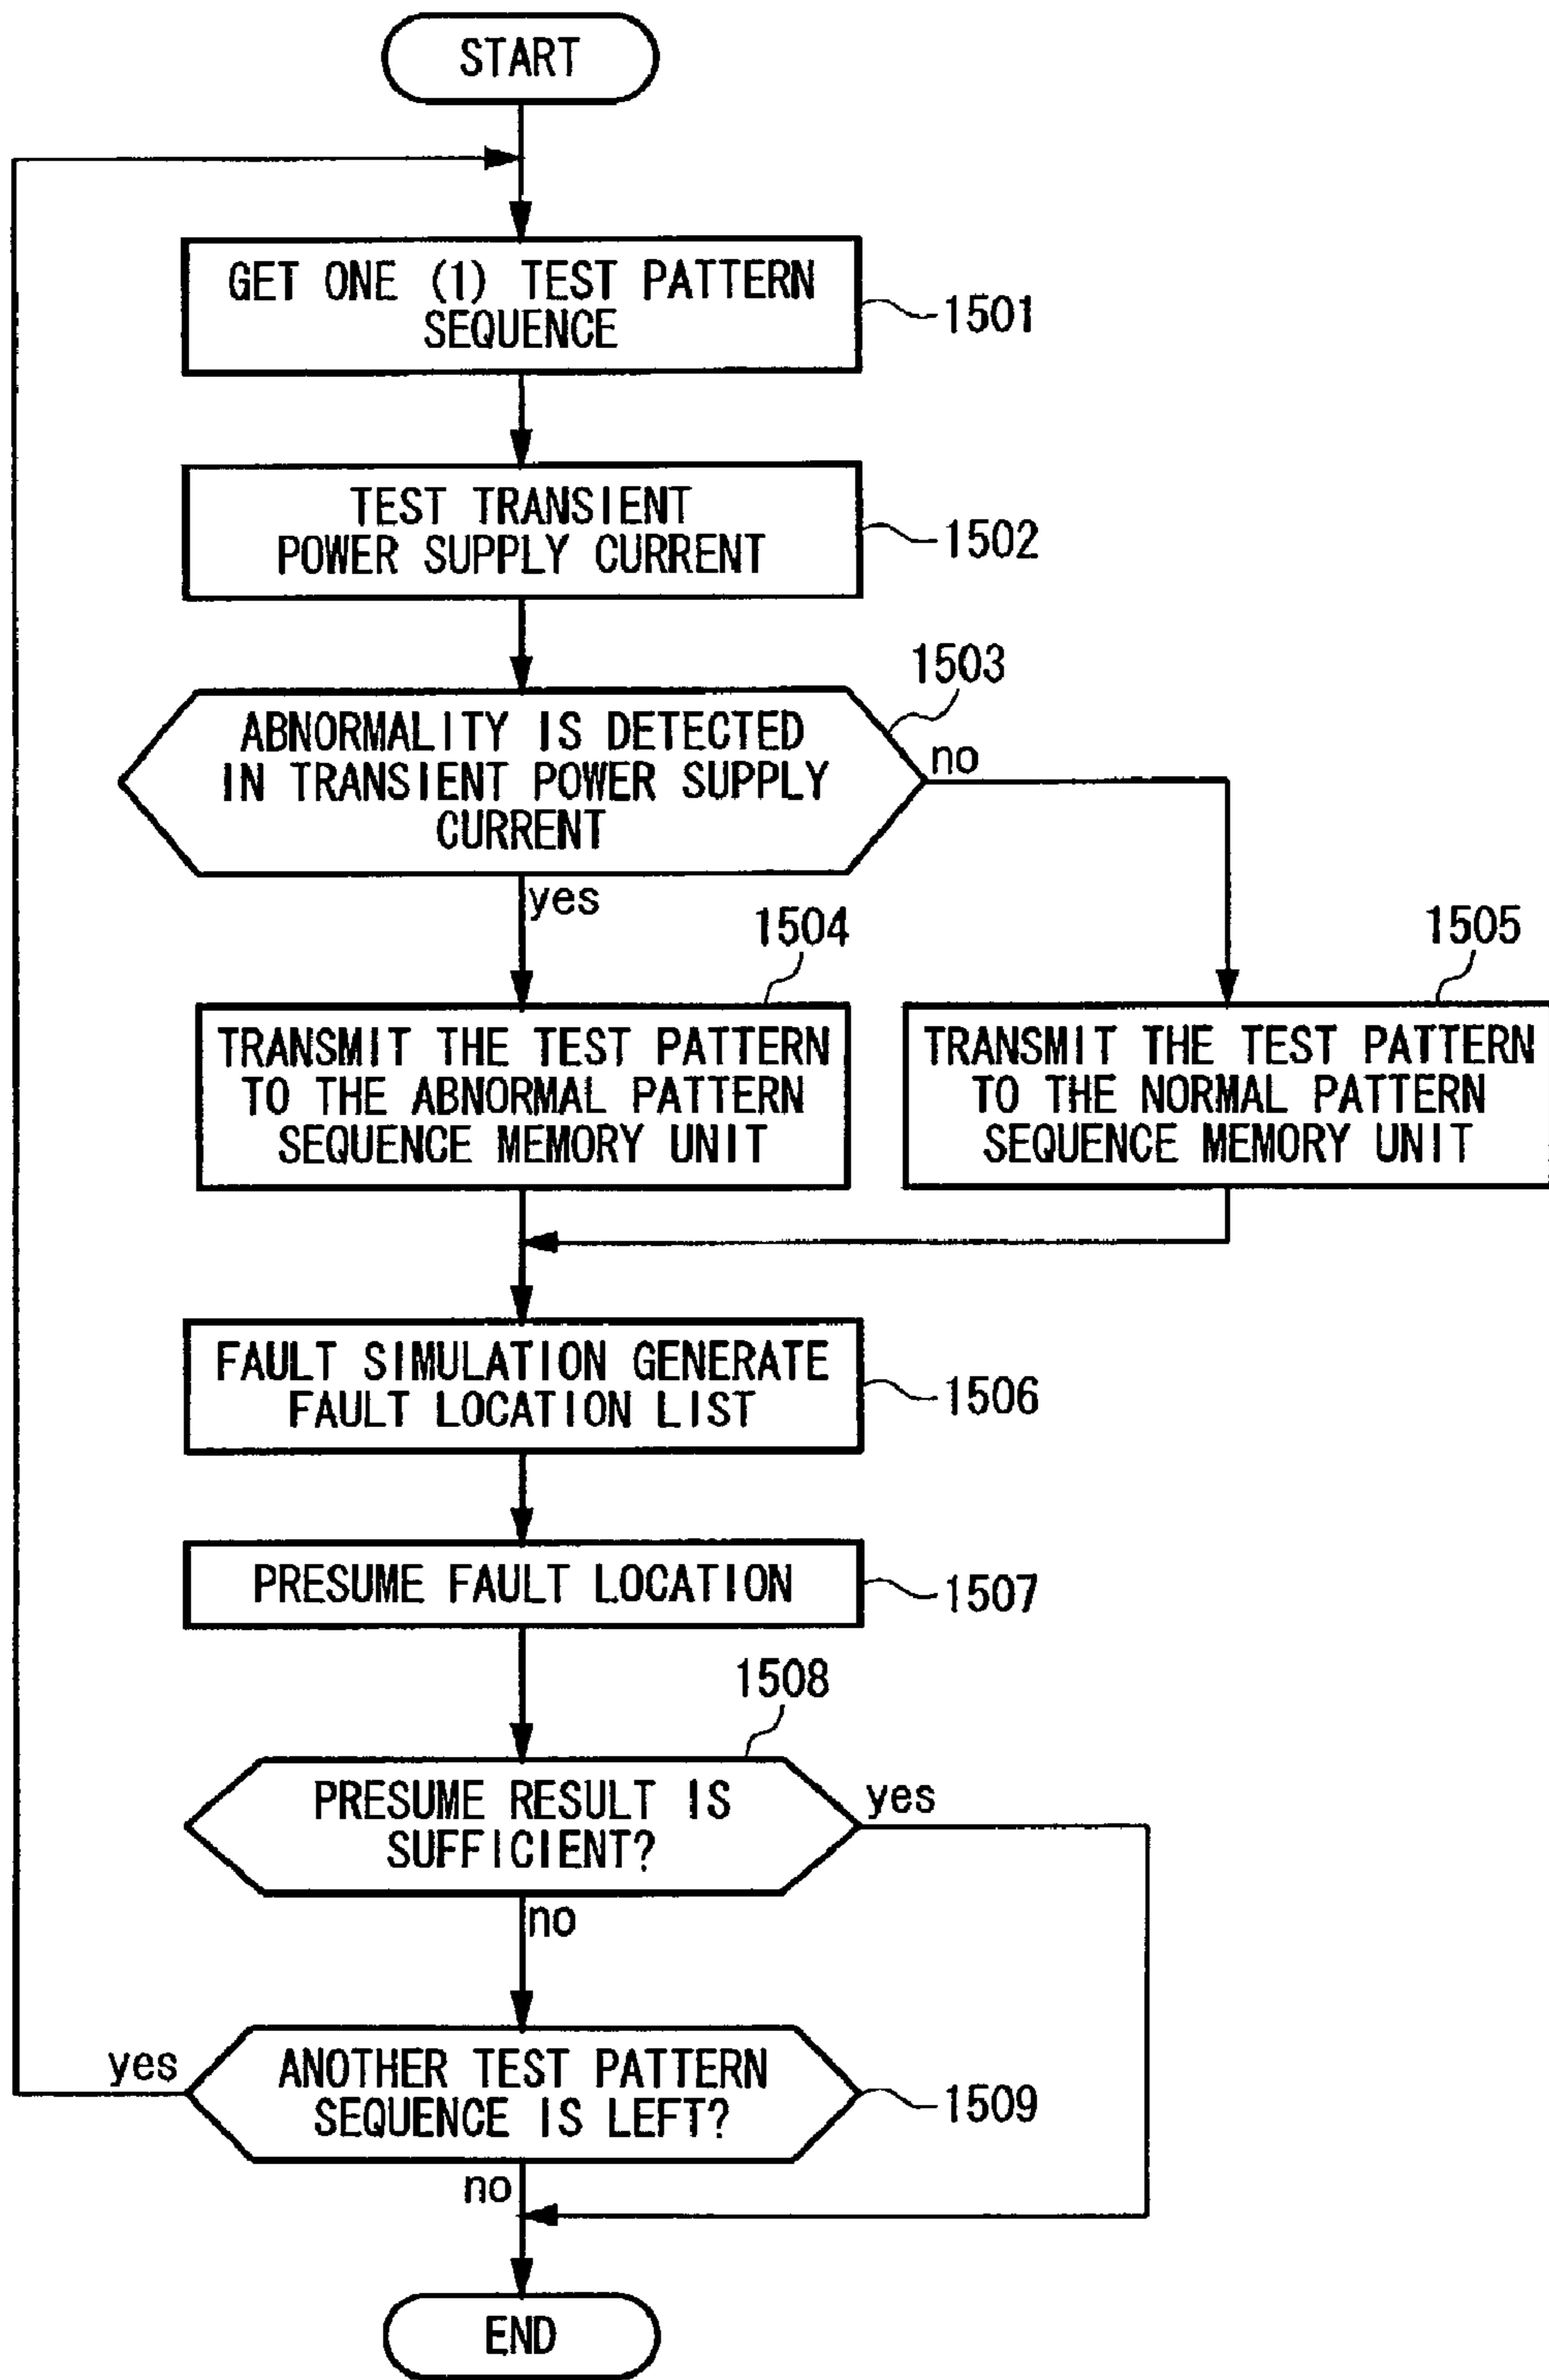 START
GET ONE (1) TEST PATTERN
SEQUENCE
1501
TEST TRANSIENT
POWER SUPPLY CURRENT
1502
1503
ABNORMALITY IS DETECTED
IN TRANSIENT POWER SUPPLY
CURRENT
no
yes
1504
1505
TRANSMIT THE TEST PATTERN
TO THE ABNORMAL PATTERN
SEQUENCE MEMORY UNIT
TRANSMIT THE TEST PATTERN
TO THE NORMAL PATTERN
SEQUENCE MEMORY UNIT
FAULT SIMULATION GENERATE
FAULT LOCATION LIST
1506
PRESUME FAULT LOCATION
1507
1508
PRESUME RESULT IS
SUFFICIENT?
yes
no
yes
ANOTHER TEST PATTERN
SEQUENCE IS LEFT?
1509
no
END